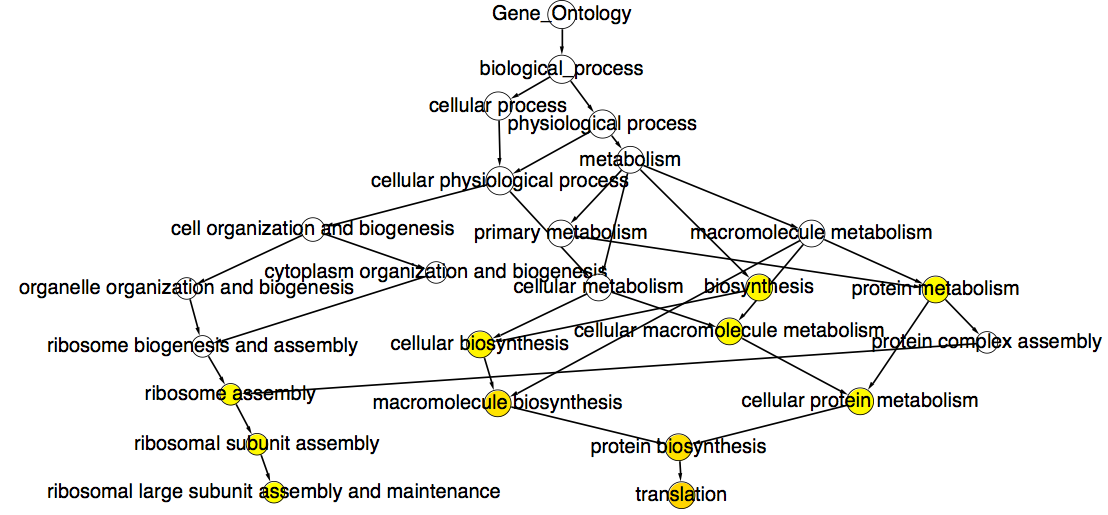 Gene_Ontology
biological_process
cellular process
physiological process
metabolism
cellular physiological process
cell organization and biogenesis
primary metabolism
macromolecule metabolism
cytoplasm organization and biogenesis
organelle organization and biogenesis
cellular metabolism
biosynthesis
protein metabolism
cellular macromolecule metabolism
protein complex assembly
ribosome biogenesis and assembly
cellular biosynthesis
ribosome assembly
macromolecule biosynthesis
cellular protein metabolism
ribosomal subunit assembly
protein biosynthesis
ribosomal large subunit assembly and maintenance
translation